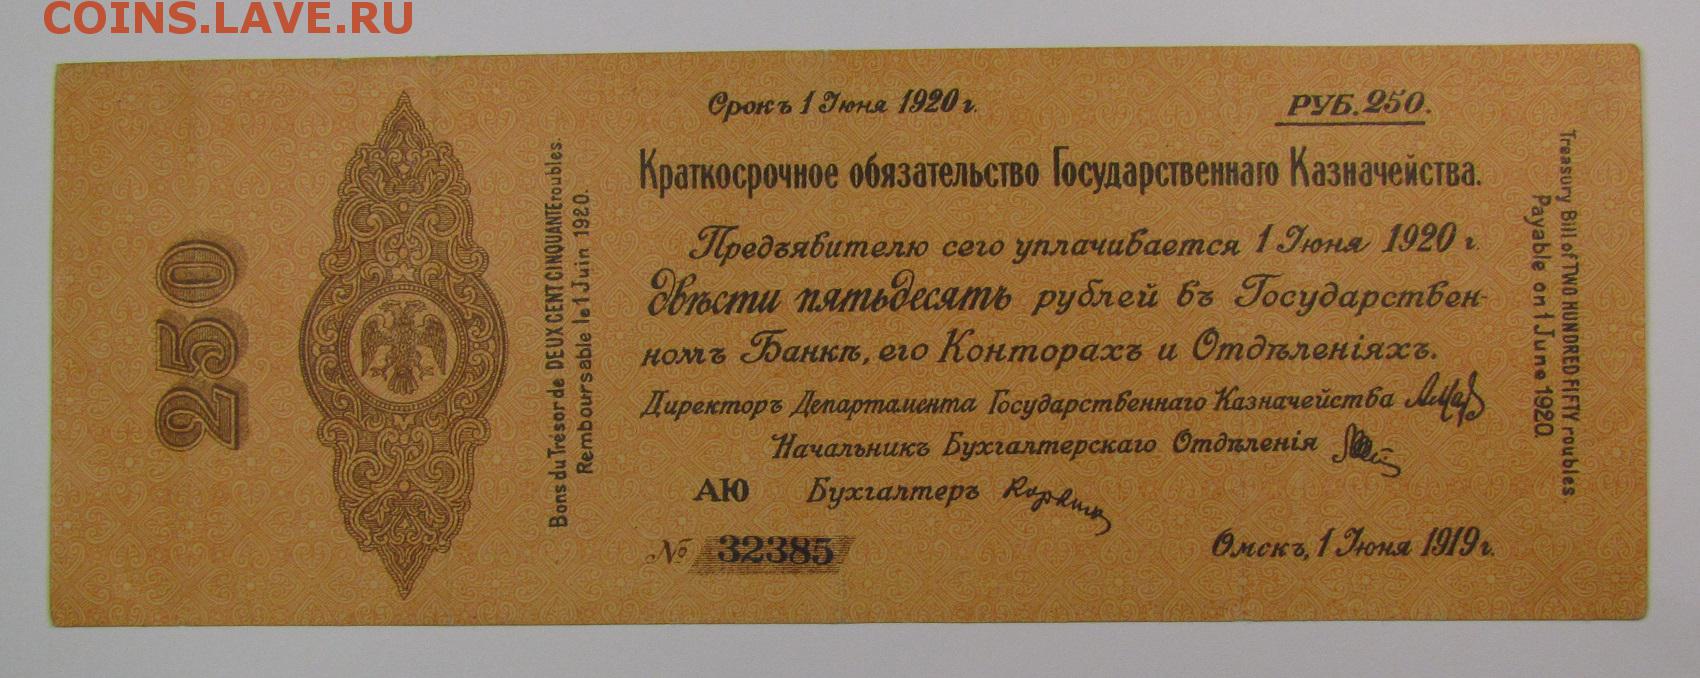 COINS.LAVE.RU
250
Bons du Trésor de DEUX CENT CINQUANTE roubles.
Remboursable le 1 Juin 1920.
Срокъ 1 Іюня 1920 г.
РУБ. 250.
Краткосрочное обязательство Государственнаго Казначейства.
Предъявителю сего уплачивается 1 Іюня 1920 г.
двѣсти пятьдесятъ рублей въ Государствен-
номъ Банкѣ, его Конторахъ и Отдѣленіяхъ.
Директоръ Департамента Государственнаго Казначейства
Начальникъ Бухгалтерскаго Отдѣленія
АЮ Бухгалтеръ
№ 32385
Омскъ, 1 Іюня 1919 г.
Treasury Bill of TWO HUNDRED FIFTY roubles.
Payable on 1 June 1920.